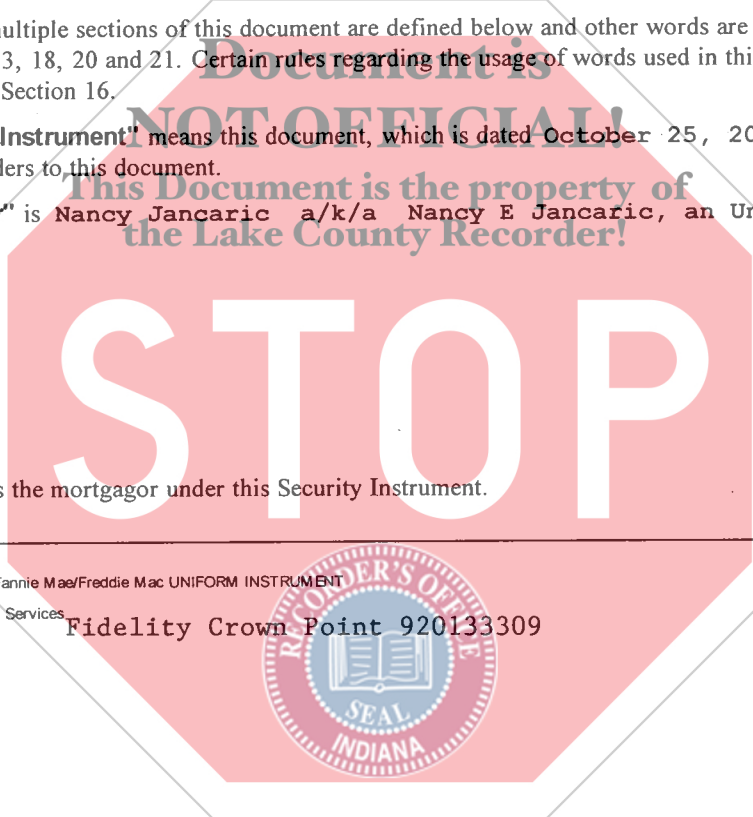 multiple sections of this document are defined below and other words are
3, 18, 20 and 21. Certain rules regarding the usage of words used in thi
Section 16.
Document is
NOT OFFICIAL!
This Document is the property of
the Lake County Recorder!
Instrument" means this document, which is dated October 25, 20
ders to this document.
r" is Nancy Jancaric a/k/a Nancy E Jancaric, an Un
STOP
s the mortgagor under this Security Instrument.
annie Mae/Freddie Mac UNIFORM INSTRUMENT
Services
Fidelity Crown Point 920133309
RECORDER'S OFFICE
SEAL
INDIANA